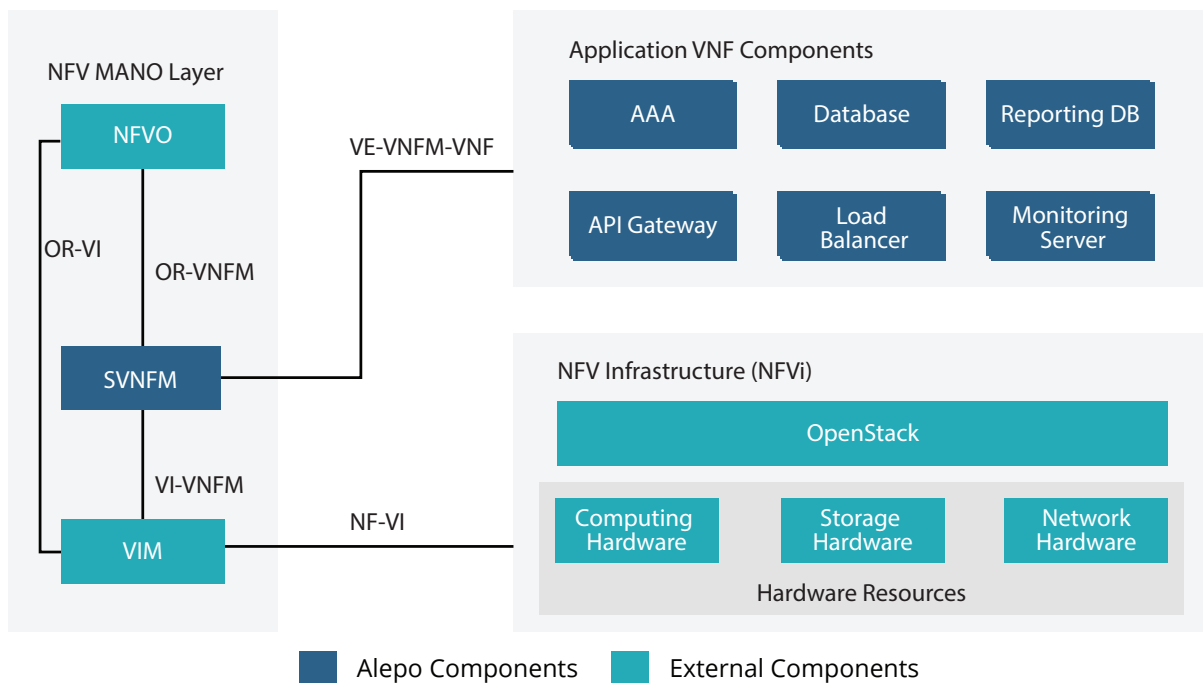 NFV MANO Layer
NFVO
OR-VI
OR-VNFM
SVNFM
VI-VNFM
VIM
VE-VNFM-VNF
NF-VI
Application VNF Components
AAA
Database
Reporting DB
API Gateway
Load
Balancer
Monitoring
Server
NFV Infrastructure (NFVi)
OpenStack
Computing
Hardware
Storage
Hardware
Network
Hardware
Hardware Resources
Alepo Components
External Components